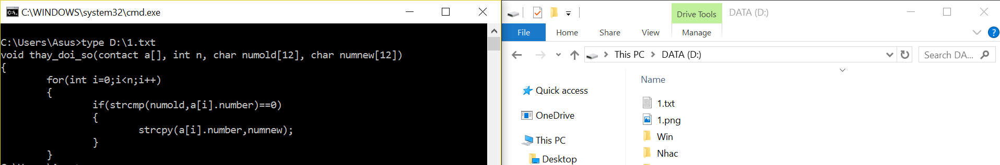 C:\WINDOWS\system32\cmd.exe
C:\Users\Asus>type D:\1.txt
void thay_doi_so(contact a[], int n, char numold[12], char numnew[12])
{
for(int i=0;i<n;i++)
{
if(strcmp(numold,a[i].number)==0)
{
strcpy(a[i].number,numnew);
}
}
Drive Tools
DATA (D:)
File
Home
Share
View
Manage
This PC
DATA (D:)
Search DA...
Quick access
OneDrive
This PC
Desktop
Name
1.txt
1.png
Win
Nhac